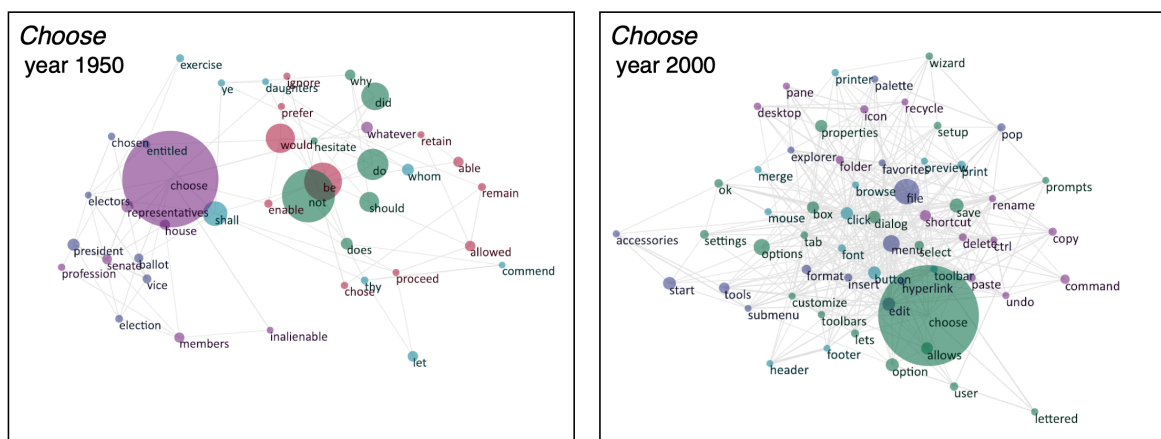 Choose
year 1950
exercise
ye
daughters
ignore
why
did
prefer
whatever
would
hesitate
retain
chosen
entitled
do
whom
able
choose
be
remain
not
electors
representatives
shall
enable
should
house
does
allowed
president
senate
ballot
profession
vice
commend
proceed
chose
thy
election
members
inalienable
let
Choose
year 2000
wizard
printer
palette
pane
desktop
icon
recycle
properties
setup
pop
explorer
folder
favorites
preview
print
merge
ok
browse
file
prompts
rename
mouse
box
click
dialog
shortcut
save
accessories
settings
tab
options
font
menu
select
delete
ctrl
copy
format
insert
button
toolbar
hyperlink
paste
command
start
tools
undo
customize
submenu
toolbars
edit
choose
lets
footer
allows
header
option
user
lettered